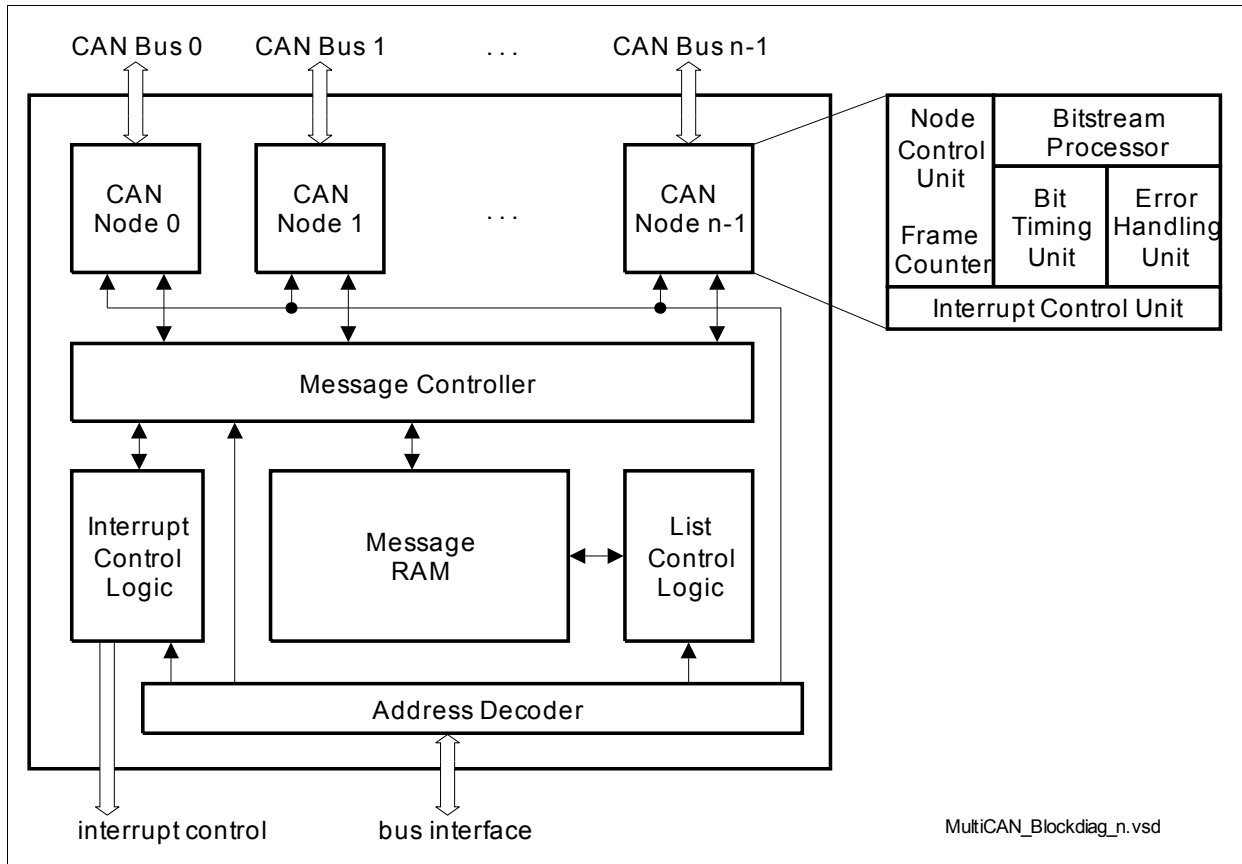 CAN Bus 0
CAN Bus 1
. . .
CAN Bus n-1
CAN
Node 0
CAN
Node 1
. . .
CAN
Node n-1
Node
Control
Unit
Frame
Counter
Bitstream
Processor
Bit
Timing
Unit
Error
Handling
Unit
Interrupt Control Unit
Message Controller
Interrupt
Control
Logic
Message
RAM
List
Control
Logic
Address Decoder
interrupt control
bus interface
MultiCAN_Blockdiag_n.vsd